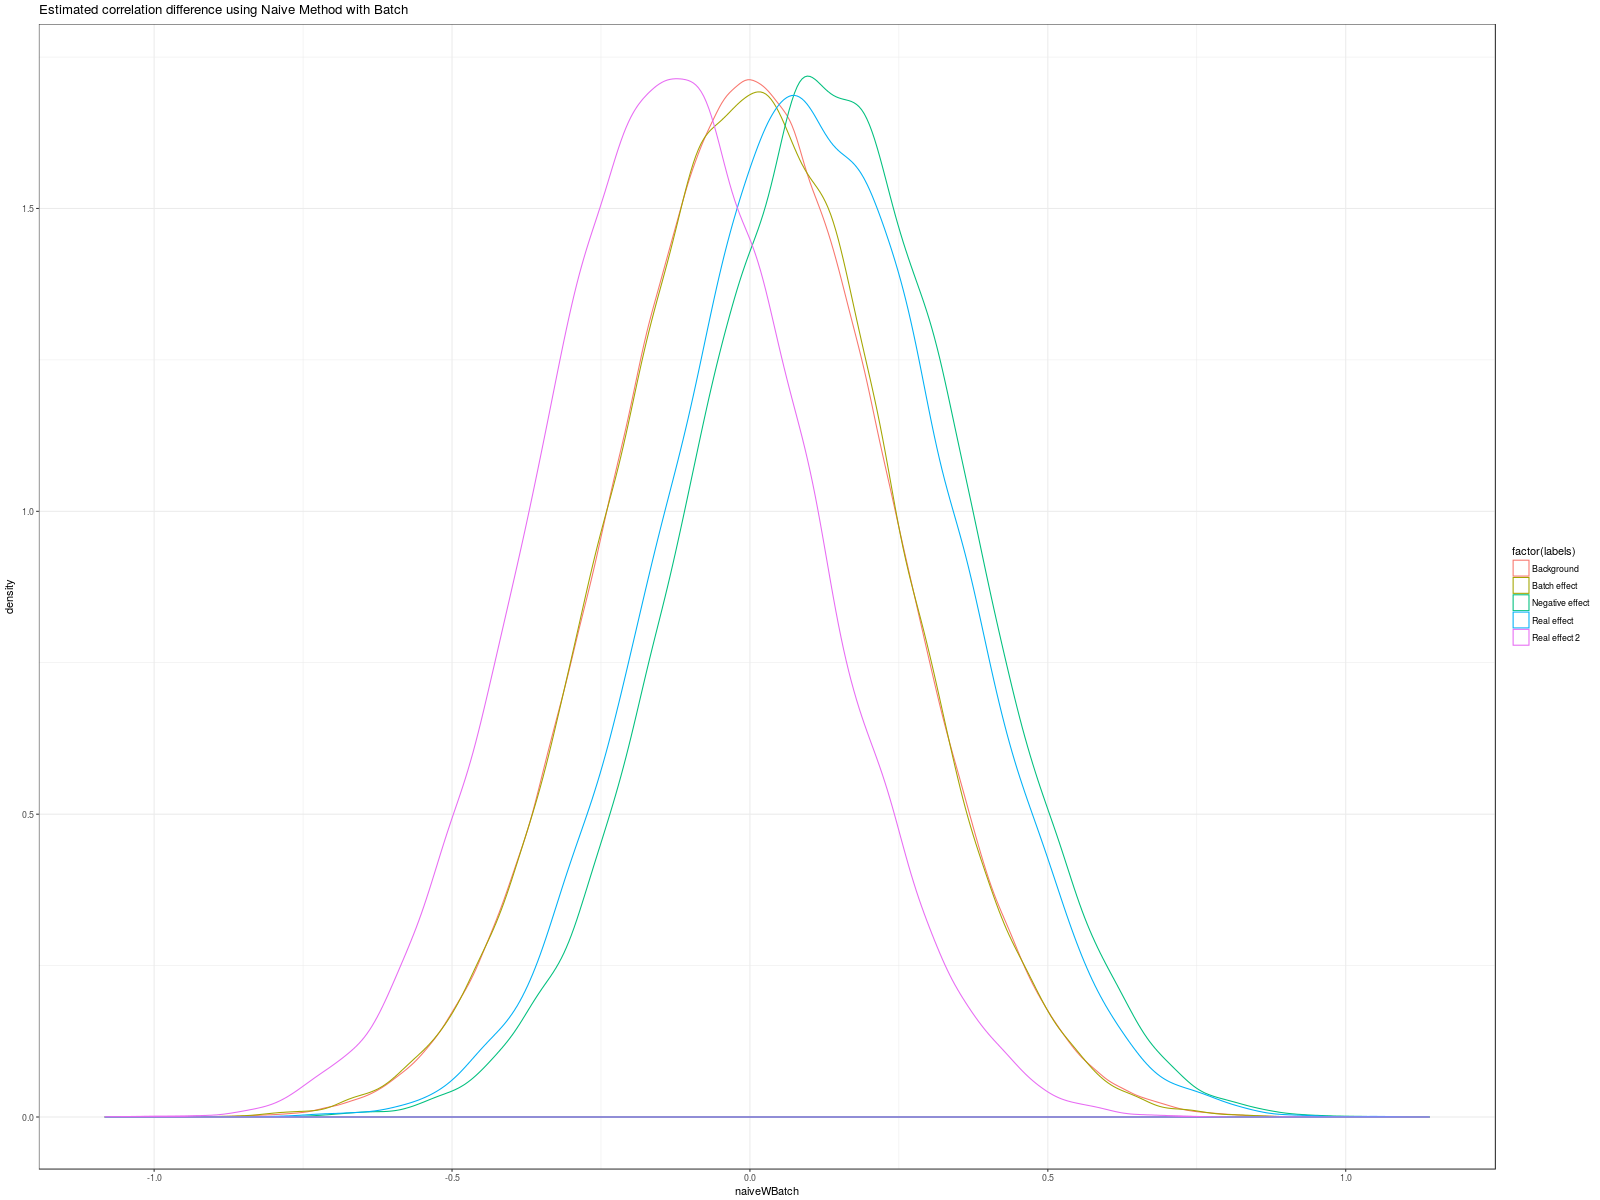 Estimated correlation difference using Naive Method with Batch
density
1.5
1.0
0.5
0.0
-1.0
-0.5
0.0
0.5
1.0
naiveWBatch
factor(labels)
Background
Batch effect
Negative effect
Real effect
Real effect 2